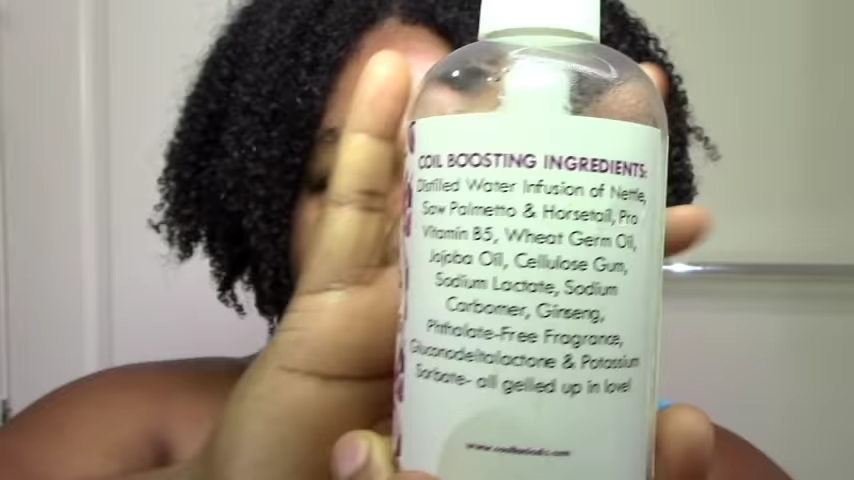 COIL BOOSTING INGREDIENTS:
Distilled Water Infusion of Nettle,
Saw Palmetto & Horsetail, Pro
Vitamin B5, Wheat Germ Oil,
Jojoba Oil, Cellulose Gum,
Sodium Lactate, Sodium
Carbomer, Ginseng,
Phthalate-Free Fragrance,
Gluconodeltalactone & Potassium
Sorbate- all gelled up in love!